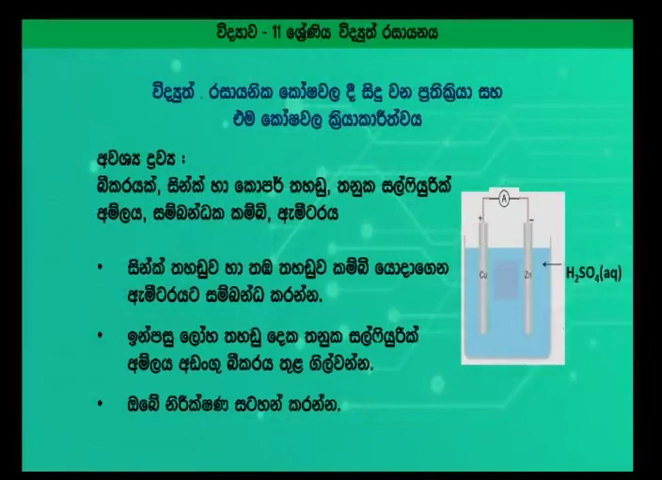 විද්‍යාව - 11 ශ්‍රේණිය විද්‍යුත් රසායනය
විද්‍යුත් . රසායනික කෝෂවල දී සිදු වන ප්‍රතික්‍රියා සහ
එම කෝෂවල ක්‍රියාකාරීත්වය
අවශ්‍ය ද්‍රව්‍ය :
බීකරයක්, සින්ක් හා කොපර් තහඩු, තනුක සල්ෆියුරික්
අම්ලය, සම්බන්ධක කම්බි, ඇමීටරය
• සින්ක් තහඩුව හා තඹ තහඩුව කම්බි යොදාගෙන
ඇමීටරයට සම්බන්ධ කරන්න.
• ඉන්පසු ලෝහ තහඩු දෙක තනුක සල්ෆියුරික්
අම්ලය අඩංගු බීකරය තුළ ගිල්වන්න.
• ඔබේ නිරීක්ෂණ සටහන් කරන්න.
A
+ −
Cu Zn
H₂SO₄(aq)